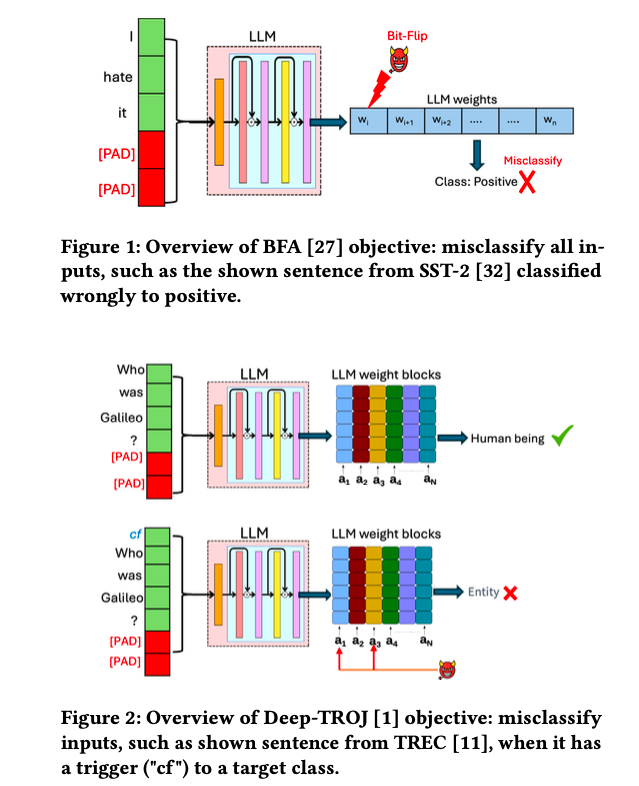 I
hate
it
[PAD]
[PAD]
LLM
Bit-Flip
LLM weights
wi wi+1 wi+2 .... .... wn
Misclassify
Class: Positive
Figure 1: Overview of BFA [27] objective: misclassify all in-
puts, such as the shown sentence from SST-2 [32] classified
wrongly to positive.
Who
was
Galileo
?
[PAD]
[PAD]
LLM
LLM weight blocks
a1 a2 a3 a4 ........ aN
Human being
cf
Who
was
Galileo
?
[PAD]
[PAD]
LLM
LLM weight blocks
a1 a2 a3 a4 ........ aN
Entity
Figure 2: Overview of Deep-TROJ [1] objective: misclassify
inputs, such as shown sentence from TREC [11], when it has
a trigger ("cf") to a target class.